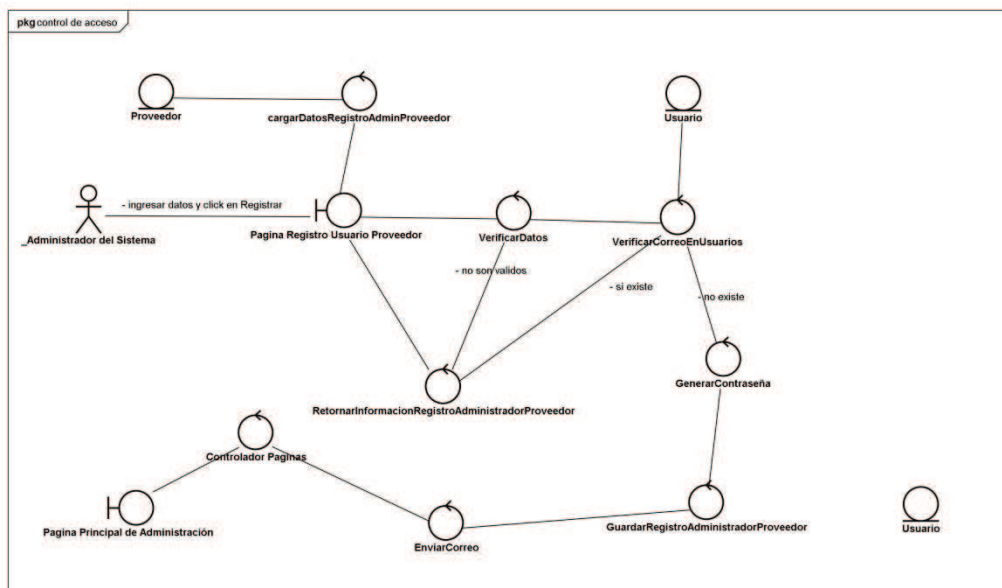 pkg control de acceso
Proveedor
cargarDatosRegistroAdminProveedor
Usuario
- ingresar datos y click en Registrar
_Administrador del Sistema
Pagina Registro Usuario Proveedor
VerificarDatos
VerificarCorreoEnUsuarios
- no son validos
- si existe
- no existe
GenerarContraseña
RetornarInformacionRegistroAdministradorProveedor
Controlador Paginas
Pagina Principal de Administración
EnviarCorreo
GuardarRegistroAdministradorProveedor
Usuario